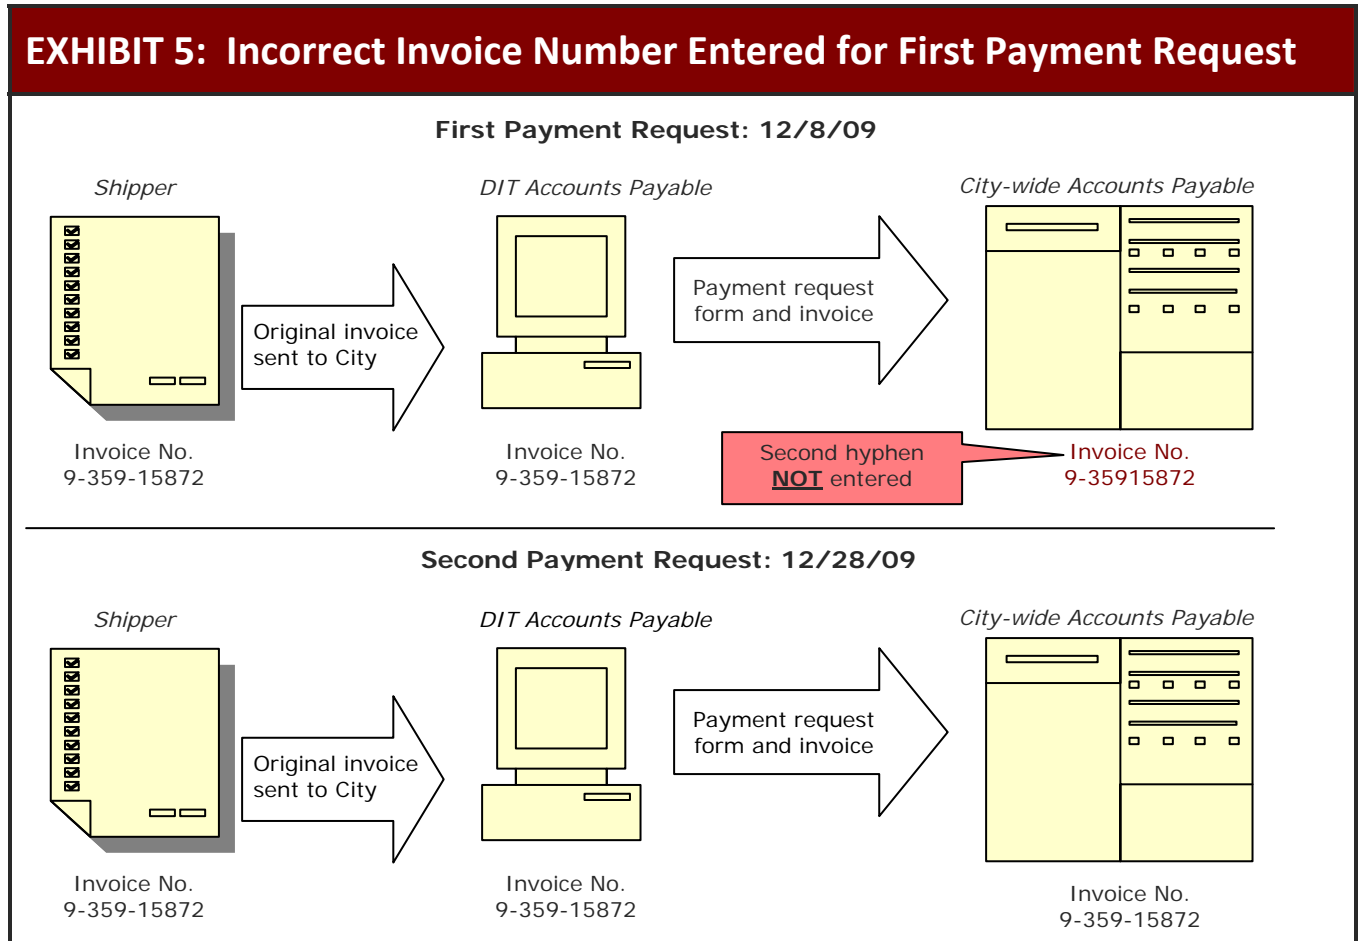 EXHIBIT 5: Incorrect Invoice Number Entered for First Payment Request
First Payment Request: 12/8/09
Shipper
DIT Accounts Payable
City-wide Accounts Payable
Original invoice
sent to City
Payment request
form and invoice
Invoice No.
9-359-15872
Invoice No.
9-359-15872
Second hyphen
NOT entered
Invoice No.
9-35915872
Second Payment Request: 12/28/09
Shipper
DIT Accounts Payable
City-wide Accounts Payable
Original invoice
sent to City
Payment request
form and invoice
Invoice No.
9-359-15872
Invoice No.
9-359-15872
Invoice No.
9-359-15872